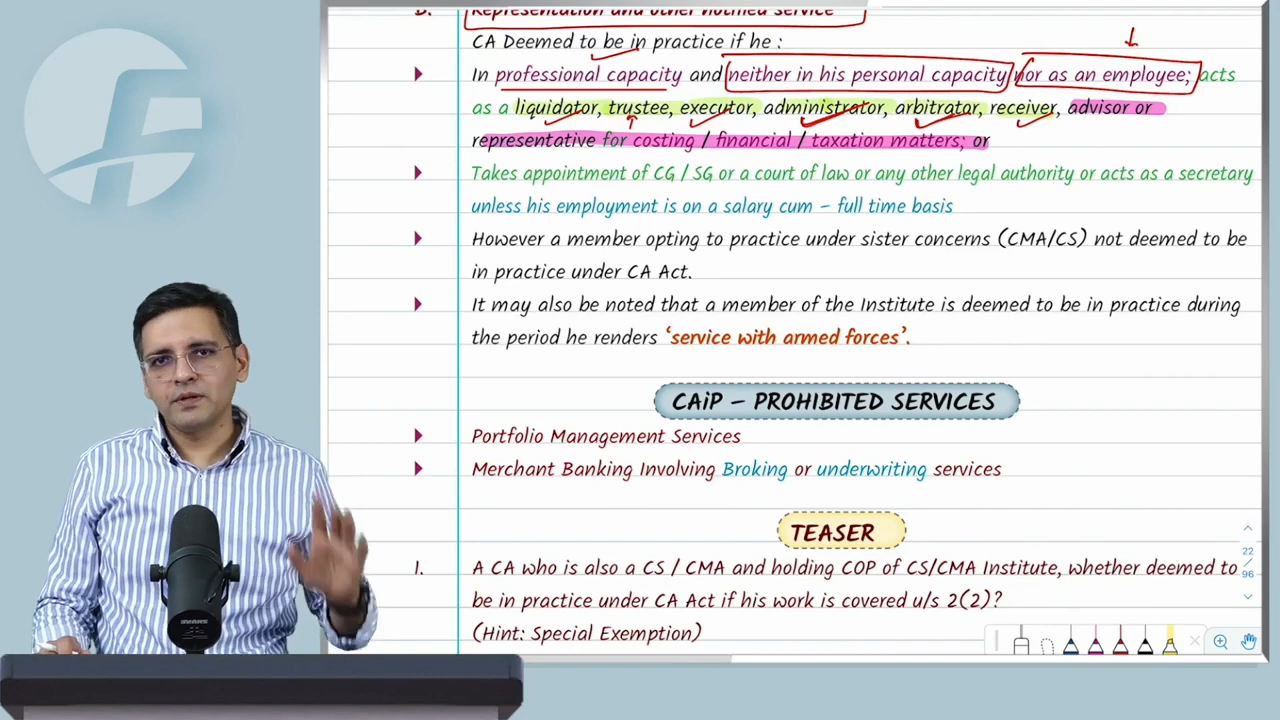 Representation and other notified service
CA Deemed to be in practice if he :
In professional capacity and neither in his personal capacity nor as an employee; acts
as a liquidator, trustee, executor, administrator, arbitrator, receiver, advisor or
representative for costing / financial / taxation matters; or
Takes appointment of CG / SG or a court of law or any other legal authority or acts as a secretary
unless his employment is on a salary cum – full time basis
However a member opting to practice under sister concerns (CMA/CS) not deemed to be
in practice under CA Act.
It may also be noted that a member of the Institute is deemed to be in practice during
the period he renders ‘service with armed forces’.
CAiP – PROHIBITED SERVICES
Portfolio Management Services
Merchant Banking Involving Broking or underwriting services
TEASER
1. A CA who is also a CS / CMA and holding COP of CS/CMA Institute, whether deemed to
be in practice under CA Act if his work is covered u/s 2(2)?
(Hint: Special Exemption)
22
96